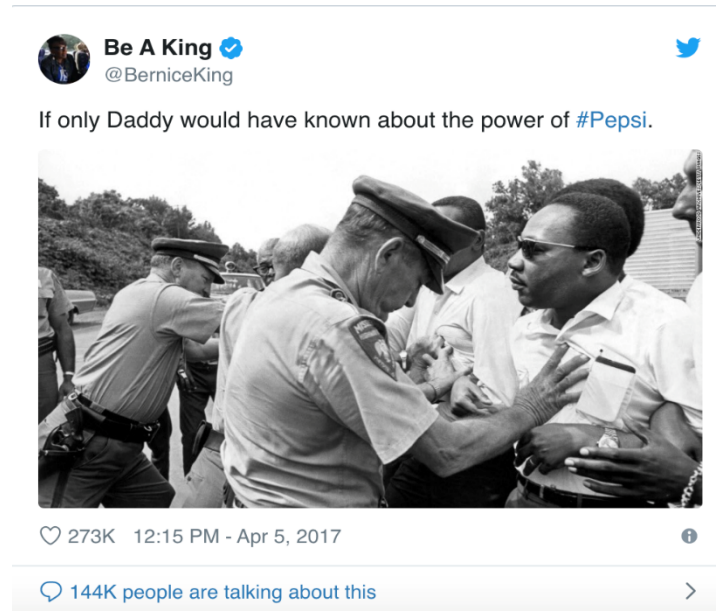 Be A King
@BerniceKing
If only Daddy would have known about the power of #Pepsi.
273K 12:15 PM - Apr 5, 2017
144K people are talking about this